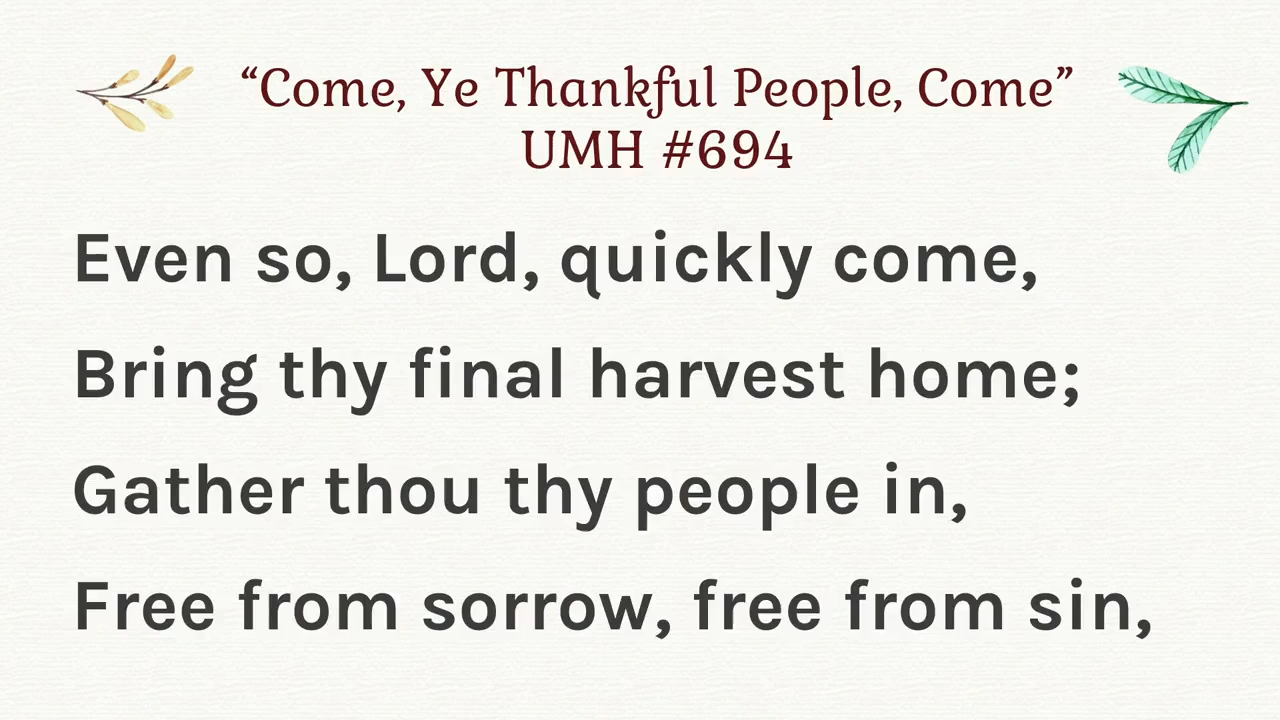 “Come, Ye Thankful People, Come”
UMH #694
Even so, Lord, quickly come,
Bring thy final harvest home;
Gather thou thy people in,
Free from sorrow, free from sin,